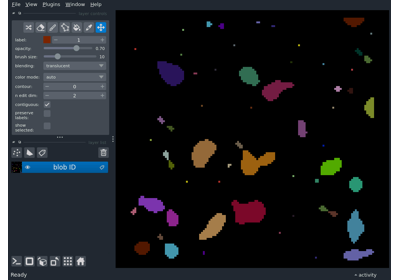 File View Plugins Window Help
label: 1
opacity: 0.70
brush size: 10
blending: translucent
color mode: auto
contour: 0
n edit dim: 2
contiguous:
preserve labels:
show selected:
blob ID
Ready
activity